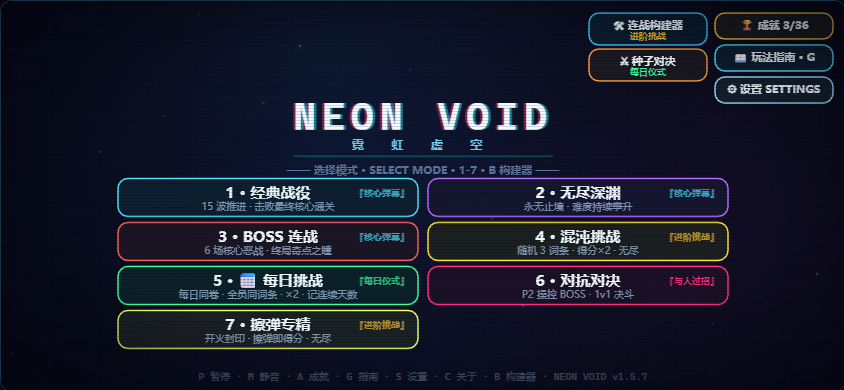 🛠 连战构建器
进阶挑战
🏆 成就 3/36
⚔ 种子对决
每日仪式
📖 玩法指南 · G
⚙ 设置 SETTINGS
NEON VOID
霓虹虚空
选择模式 · SELECT MODE · 1-7 · B 构建器
1 · 经典战役
『核心弹幕』
15 波推进 · 击败最终核心通关
2 · 无尽深渊
『核心弹幕』
永无止境 · 难度持续攀升
3 · BOSS 连战
『核心弹幕』
6 场核心恶战 · 终局奇点之瞳
4 · 混沌挑战
『进阶挑战』
随机 3 词条 · 得分×2 · 无尽
5 · 📅 每日挑战
『每日仪式』
每日同卷 · 全员同词条 · ×2 · 记连续天数
6 · 对抗对决
『与人过招』
P2 操控 BOSS · 1v1 决斗
7 · 擦弹专精
『进阶挑战』
开火封印 · 擦弹即得分 · 无尽
P 暂停 · M 静音 · A 成就 · G 指南 · S 设置 · C 关于 · B 构建器 · NEON VOID v1.5.7